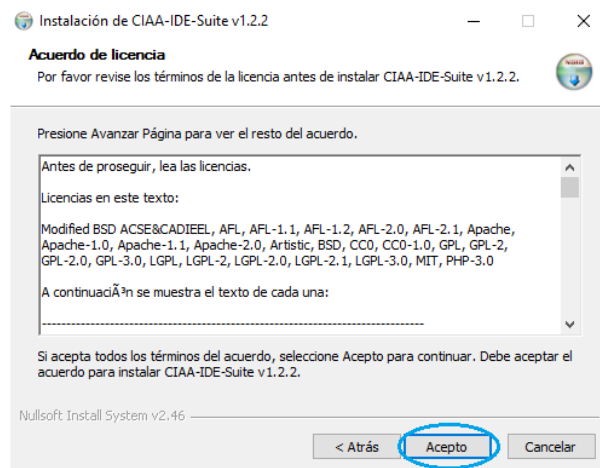 Instalación de CIAA-IDE-Suite v1.2.2
Acuerdo de licencia
Por favor revise los términos de la licencia antes de instalar CIAA-IDE-Suite v1.2.2.
Presione Avanzar Página para ver el resto del acuerdo.
Antes de proseguir, lea las licencias.
Licencias en este texto:
Modified BSD ACSE&CADIEEL, AFL, AFL-1.1, AFL-1.2, AFL-2.0, AFL-2.1, Apache,
Apache-1.0, Apache-1.1, Apache-2.0, Artistic, BSD, CC0, CC0-1.0, GPL, GPL-2,
GPL-2.0, GPL-3.0, LGPL, LGPL-2, LGPL-2.0, LGPL-2.1, LGPL-3.0, MIT, PHP-3.0
A continuaciÃ³n se muestra el texto de cada una:
--------------------------------------------------------------------------------
Si acepta todos los términos del acuerdo, seleccione Acepto para continuar. Debe aceptar el
acuerdo para instalar CIAA-IDE-Suite v1.2.2.
Nullsoft Install System v2.46
< Atrás Acepto Cancelar